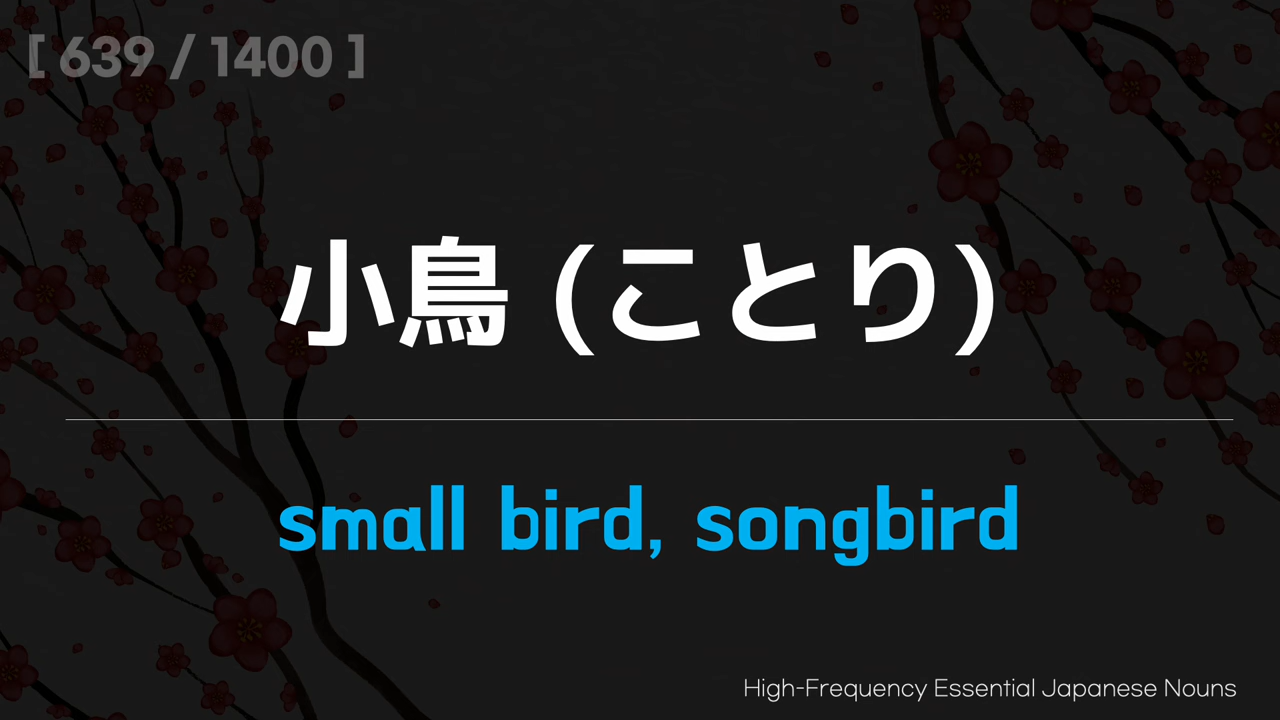 [ 639 / 1400 ]
小鳥 (ことり)
small bird, songbird
High-Frequency Essential Japanese Nouns